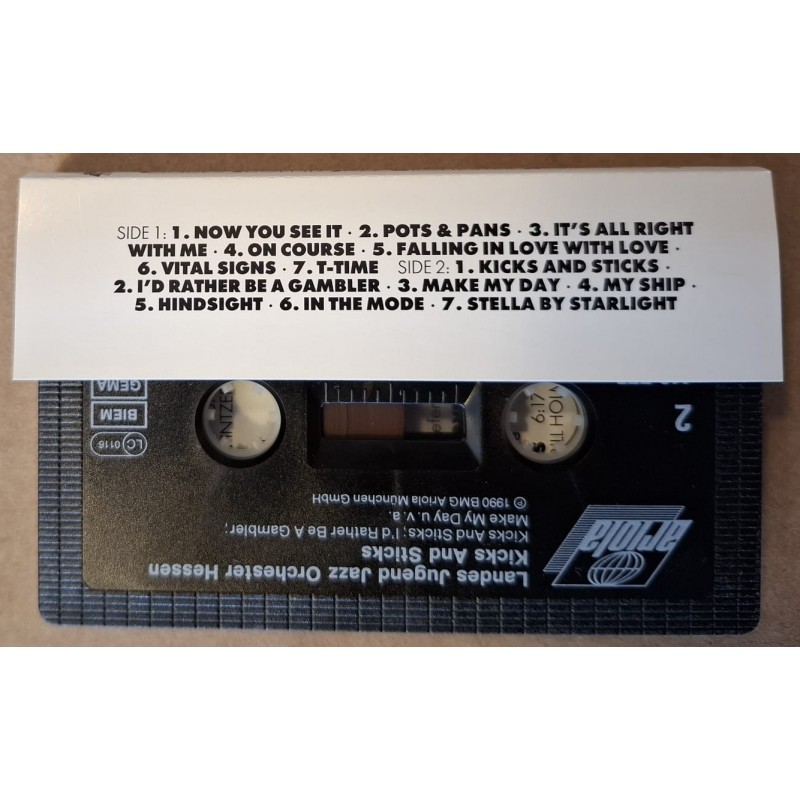 SIDE 1: 1. NOW YOU SEE IT · 2. POTS & PANS · 3. IT'S ALL RIGHT
WITH ME · 4. ON COURSE · 5. FALLING IN LOVE WITH LOVE ·
6. VITAL SIGNS · 7. T-TIME SIDE 2: 1. KICKS AND STICKS ·
2. I'D RATHER BE A GAMBLER · 3. MAKE MY DAY · 4. MY SHIP ·
5. HINDSIGHT · 6. IN THE MODE · 7. STELLA BY STARLIGHT
ariola
Landes Jugend Jazz Orchester Hessen
Kicks And Sticks
Kicks And Sticks; I'd Rather Be A Gambler;
Make My Day u. v. a.
℗ 1990 BMG Ariola München GmbH
2
6:17
LC 0116
BIEM
GEMA